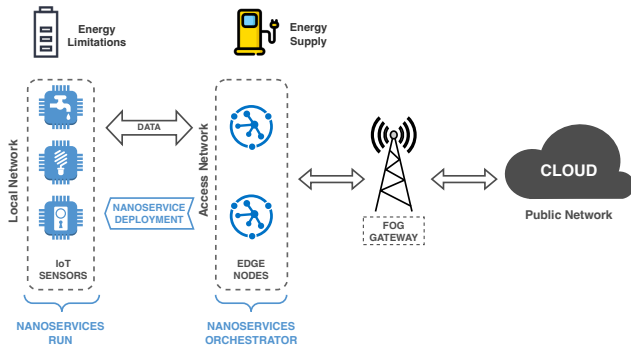 Energy
Limitations
Energy
Supply
Local Network
DATA
NANOSERVICE
DEPLOYMENT
Access Network
IoT
SENSORS
EDGE
NODES
FOG
GATEWAY
CLOUD
Public Network
NANOSERVICES
RUN
NANOSERVICES
ORCHESTRATOR